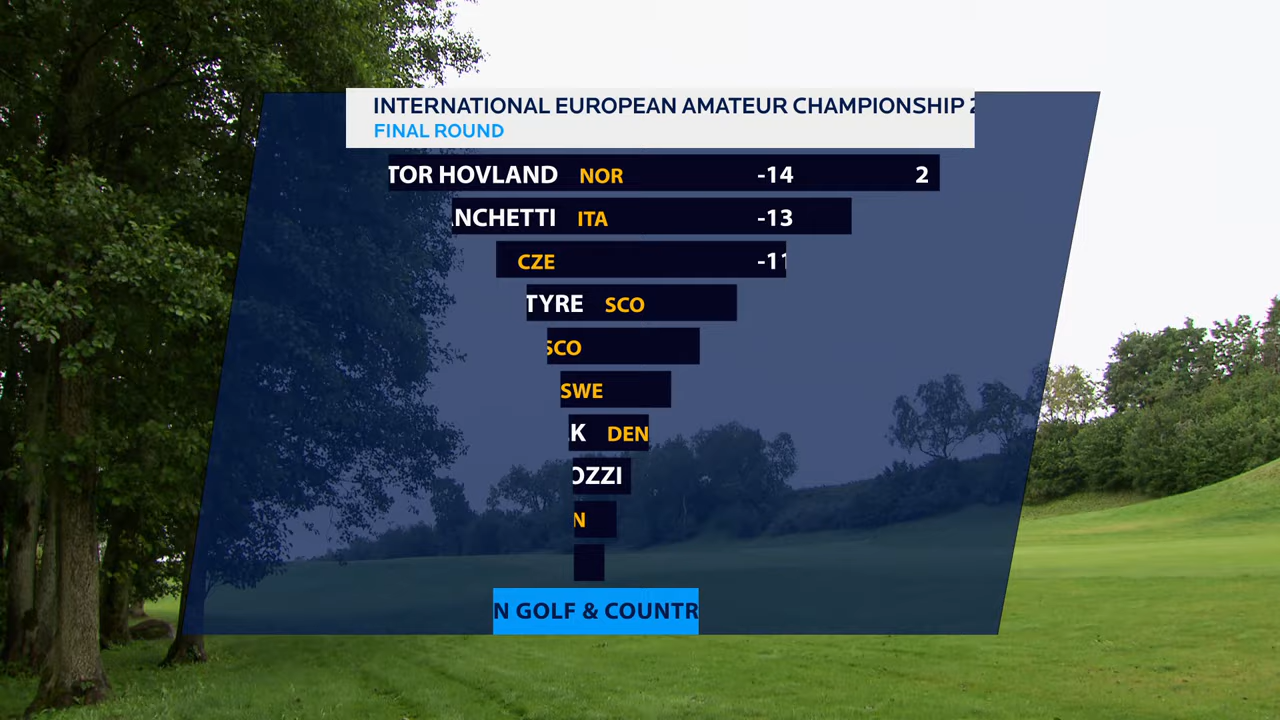 INTERNATIONAL EUROPEAN AMATEUR CHAMPIONSHIP
FINAL ROUND
TOR HOVLAND NOR -14 2
NCHETTI ITA -13
CZE -11
TYRE SCO
SCO
SWE
K DEN
OZZI
N
N GOLF & COUNTR